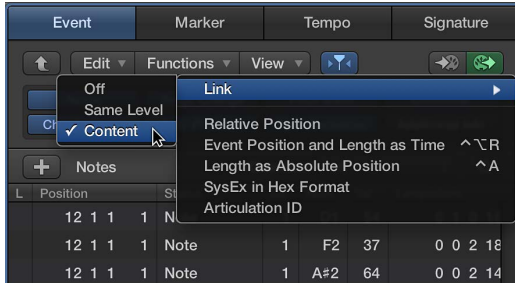 Event Marker Tempo Signature
Edit Functions View
Off
Same Level
✓ Content
Link
Relative Position
Event Position and Length as Time ^⌥R
Length as Absolute Position ^A
SysEx in Hex Format
Articulation ID
Ch
+ Notes
L Position St
12 1 1 1 N
12 1 1 1 Note 1 F2 37 0 0 2 18
12 1 1 1 Note 1 A#2 64 0 0 2 14